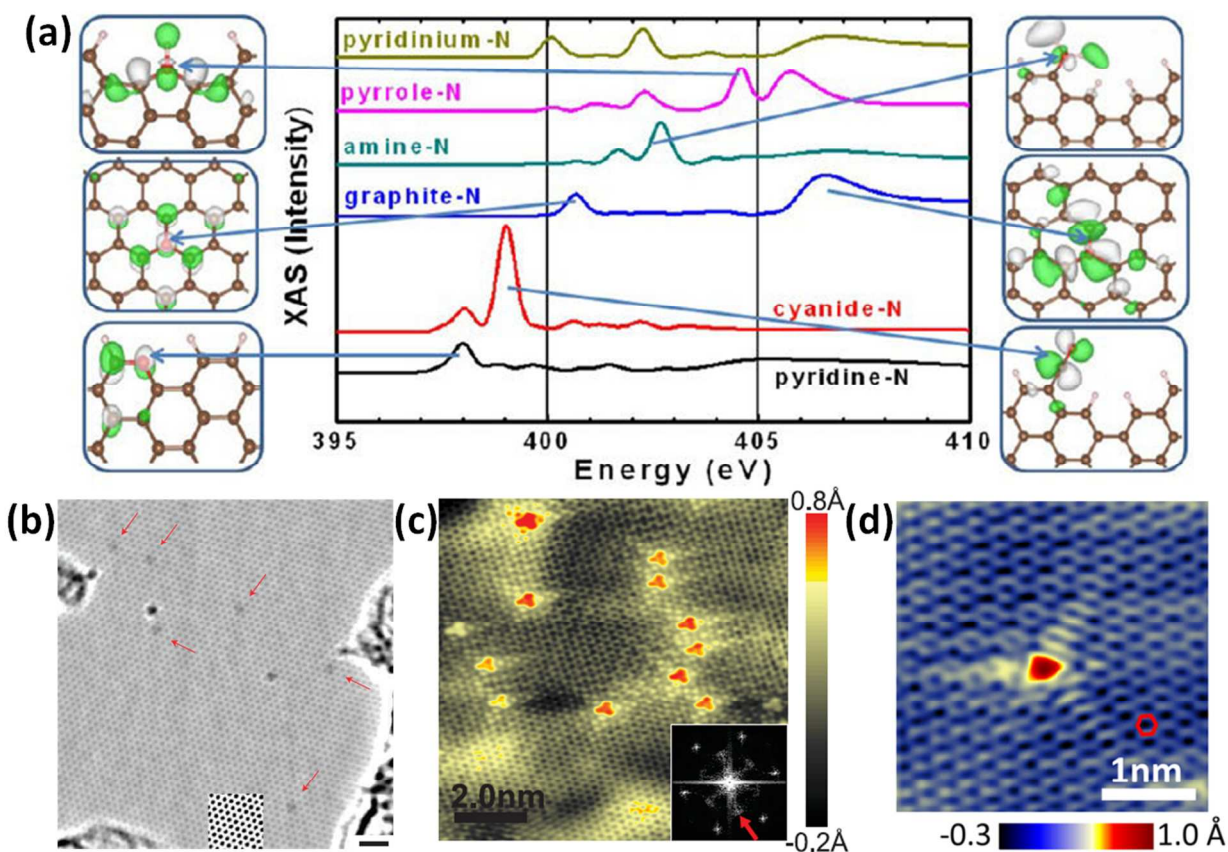 (a)
pyridinium-N
pyrrole-N
amine-N
graphite-N
cyanide-N
pyridine-N
XAS (Intensity)
395 400 405 410
Energy (eV)
(b)
(c)
0.8Å
2.0nm
-0.2Å
(d)
1nm
-0.3 1.0 Å